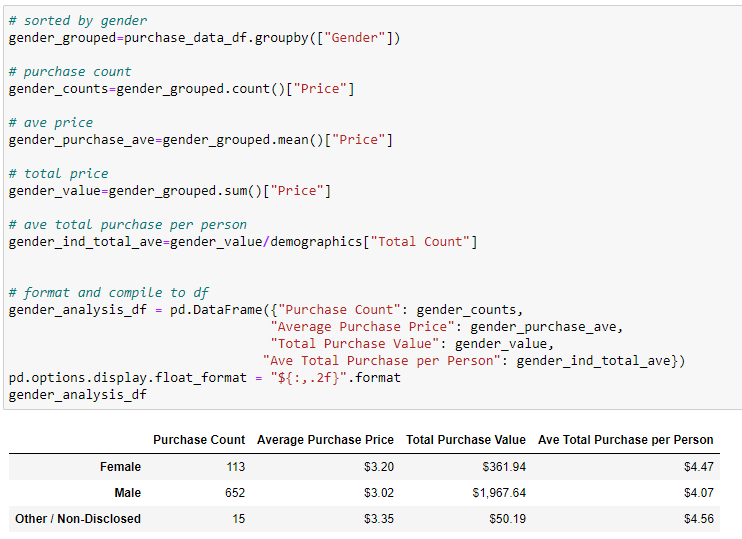 # sorted by gender
gender_grouped=purchase_data_df.groupby(["Gender"])

# purchase count
gender_counts=gender_grouped.count()["Price"]

# ave price
gender_purchase_ave=gender_grouped.mean()["Price"]

# total price
gender_value=gender_grouped.sum()["Price"]

# ave total purchase per person
gender_ind_total_ave=gender_value/demographics["Total Count"]


# format and compile to df
gender_analysis_df = pd.DataFrame({"Purchase Count": gender_counts,
                                  "Average Purchase Price": gender_purchase_ave,
                                  "Total Purchase Value": gender_value,
                                 "Ave Total Purchase per Person": gender_ind_total_ave})
pd.options.display.float_format = "${:,.2f}".format
gender_analysis_df

Purchase Count Average Purchase Price Total Purchase Value Ave Total Purchase per Person
Female 113 $3.20 $361.94 $4.47
Male 652 $3.02 $1,967.64 $4.07
Other / Non-Disclosed 15 $3.35 $50.19 $4.56